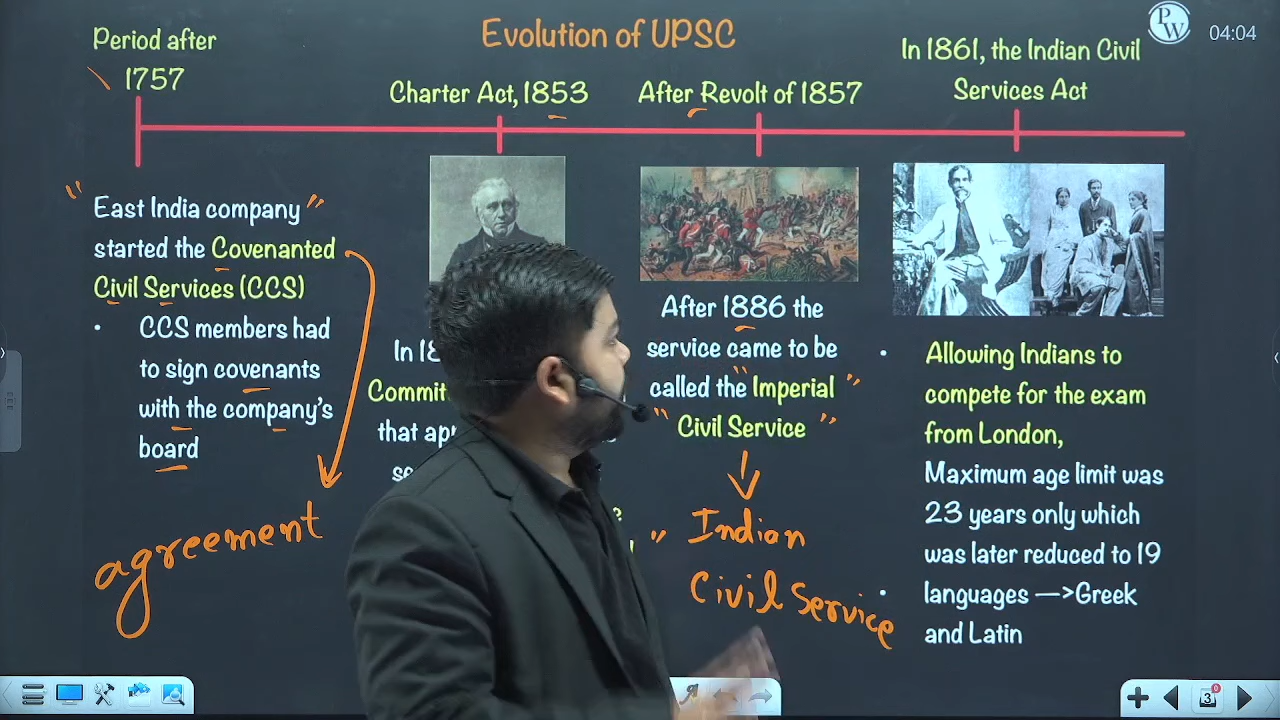 Evolution of UPSC
PW
04:04
Period after
1757
East India company
started the Covenanted
Civil Services (CCS)
• CCS members had
to sign covenants
with the company's
board
agreement
Charter Act, 1853
In
that
After Revolt of 1857
After 1886 the
service came to be
called the "Imperial
Civil Service"
" Indian
Civil Service
In 1861, the Indian Civil
Services Act
• Allowing Indians to
compete for the exam
from London,
Maximum age limit was
23 years only which
was later reduced to 19
• languages —>Greek
and Latin
3